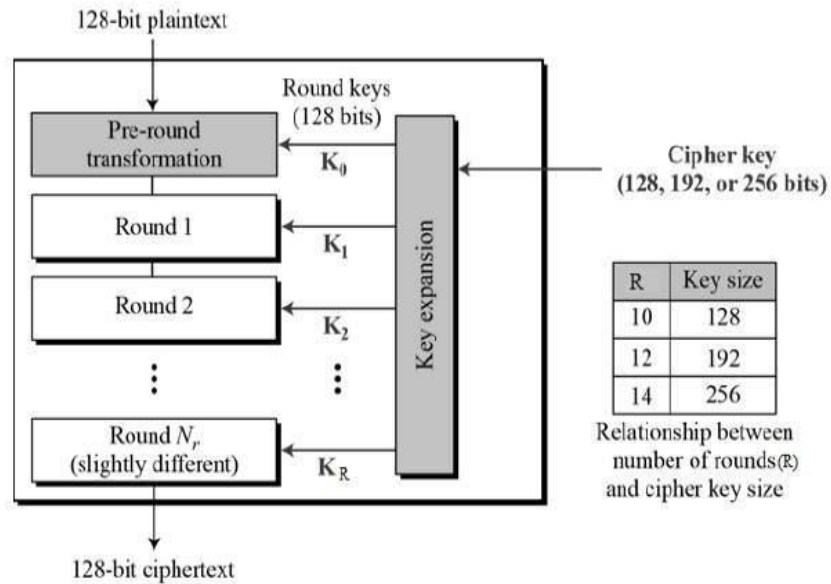 128-bit plaintext
Round keys
(128 bits)
Pre-round
transformation
K0
Cipher key
(128, 192, or 256 bits)
Round 1
K1
Key expansion
Round 2
K2
R Key size
10 128
12 192
14 256
Round Nr
(slightly different)
KR
Relationship between
number of rounds(R)
and cipher key size
128-bit ciphertext